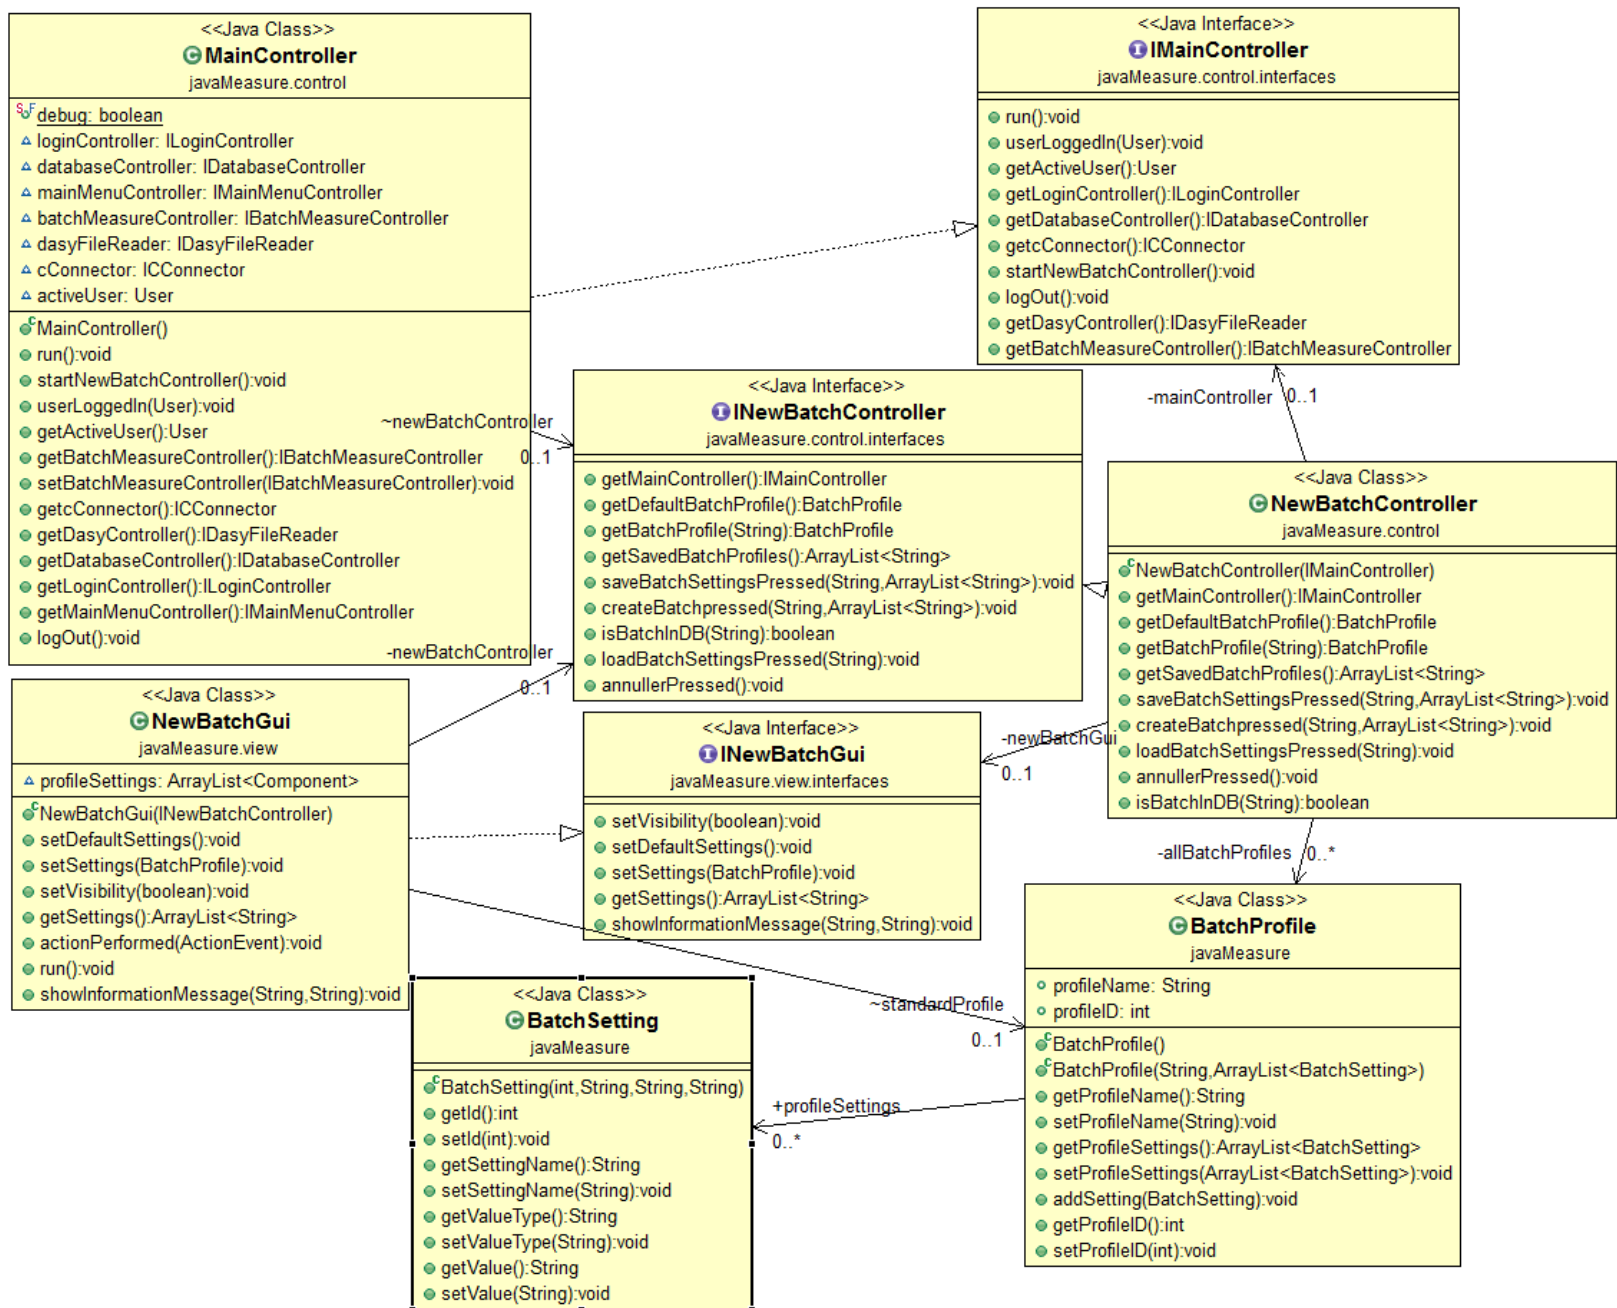 <<Java Class>>
MainController
javaMeasure.control
debug: boolean
loginController: ILoginController
databaseController: IDatabaseController
mainMenuController: IMainMenuController
batchMeasureController: IBatchMeasureController
dasyFileReader: IDasyFileReader
cConnector: ICConnector
activeUser: User
MainController()
run():void
startNewBatchController():void
userLoggedIn(User):void
getActiveUser():User
getBatchMeasureController():IBatchMeasureController
setBatchMeasureController(IBatchMeasureController):void
getcConnector():ICConnector
getDasyController():IDasyFileReader
getDatabaseController():IDatabaseController
getLoginController():ILoginController
getMainMenuController():IMainMenuController
logOut():void
<<Java Interface>>
IMainController
javaMeasure.control.interfaces
run():void
userLoggedIn(User):void
getActiveUser():User
getLoginController():ILoginController
getDatabaseController():IDatabaseController
getcConnector():ICConnector
startNewBatchController():void
logOut():void
getDasyController():IDasyFileReader
getBatchMeasureController():IBatchMeasureController
-mainController
0..1
~newBatchController
0..1
<<Java Interface>>
INewBatchController
javaMeasure.control.interfaces
getMainController():IMainController
getDefaultBatchProfile():BatchProfile
getBatchProfile(String):BatchProfile
getSavedBatchProfiles():ArrayList<String>
saveBatchSettingsPressed(String,ArrayList<String>):void
createBatchpressed(String,ArrayList<String>):void
isBatchInDB(String):boolean
loadBatchSettingsPressed(String):void
annullerPressed():void
<<Java Class>>
NewBatchController
javaMeasure.control
NewBatchController(IMainController)
getMainController():IMainController
getDefaultBatchProfile():BatchProfile
getBatchProfile(String):BatchProfile
getSavedBatchProfiles():ArrayList<String>
saveBatchSettingsPressed(String,ArrayList<String>):void
createBatchpressed(String,ArrayList<String>):void
loadBatchSettingsPressed(String):void
annullerPressed():void
isBatchInDB(String):boolean
-newBatchController
0..1
<<Java Class>>
NewBatchGui
javaMeasure.view
profileSettings: ArrayList<Component>
NewBatchGui(INewBatchController)
setDefaultSettings():void
setSettings(BatchProfile):void
setVisibility(boolean):void
getSettings():ArrayList<String>
actionPerformed(ActionEvent):void
run():void
showInformationMessage(String,String):void
<<Java Interface>>
INewBatchGui
javaMeasure.view.interfaces
setVisibility(boolean):void
setDefaultSettings():void
setSettings(BatchProfile):void
getSettings():ArrayList<String>
showInformationMessage(String,String):void
-newBatchGui
0..1
-allBatchProfiles
0..*
<<Java Class>>
BatchProfile
javaMeasure
profileName: String
profileID: int
BatchProfile()
BatchProfile(String,ArrayList<BatchSetting>)
getProfileName():String
setProfileName(String):void
getProfileSettings():ArrayList<BatchSetting>
setProfileSettings(ArrayList<BatchSetting>):void
addSetting(BatchSetting):void
getProfileID():int
setProfileID(int):void
~standardProfile
0..1
+profileSettings
0..*
<<Java Class>>
BatchSetting
javaMeasure
BatchSetting(int,String,String,String)
getId():int
setId(int):void
getSettingName():String
setSettingName(String):void
getValueType():String
setValueType(String):void
getValue():String
setValue(String):void